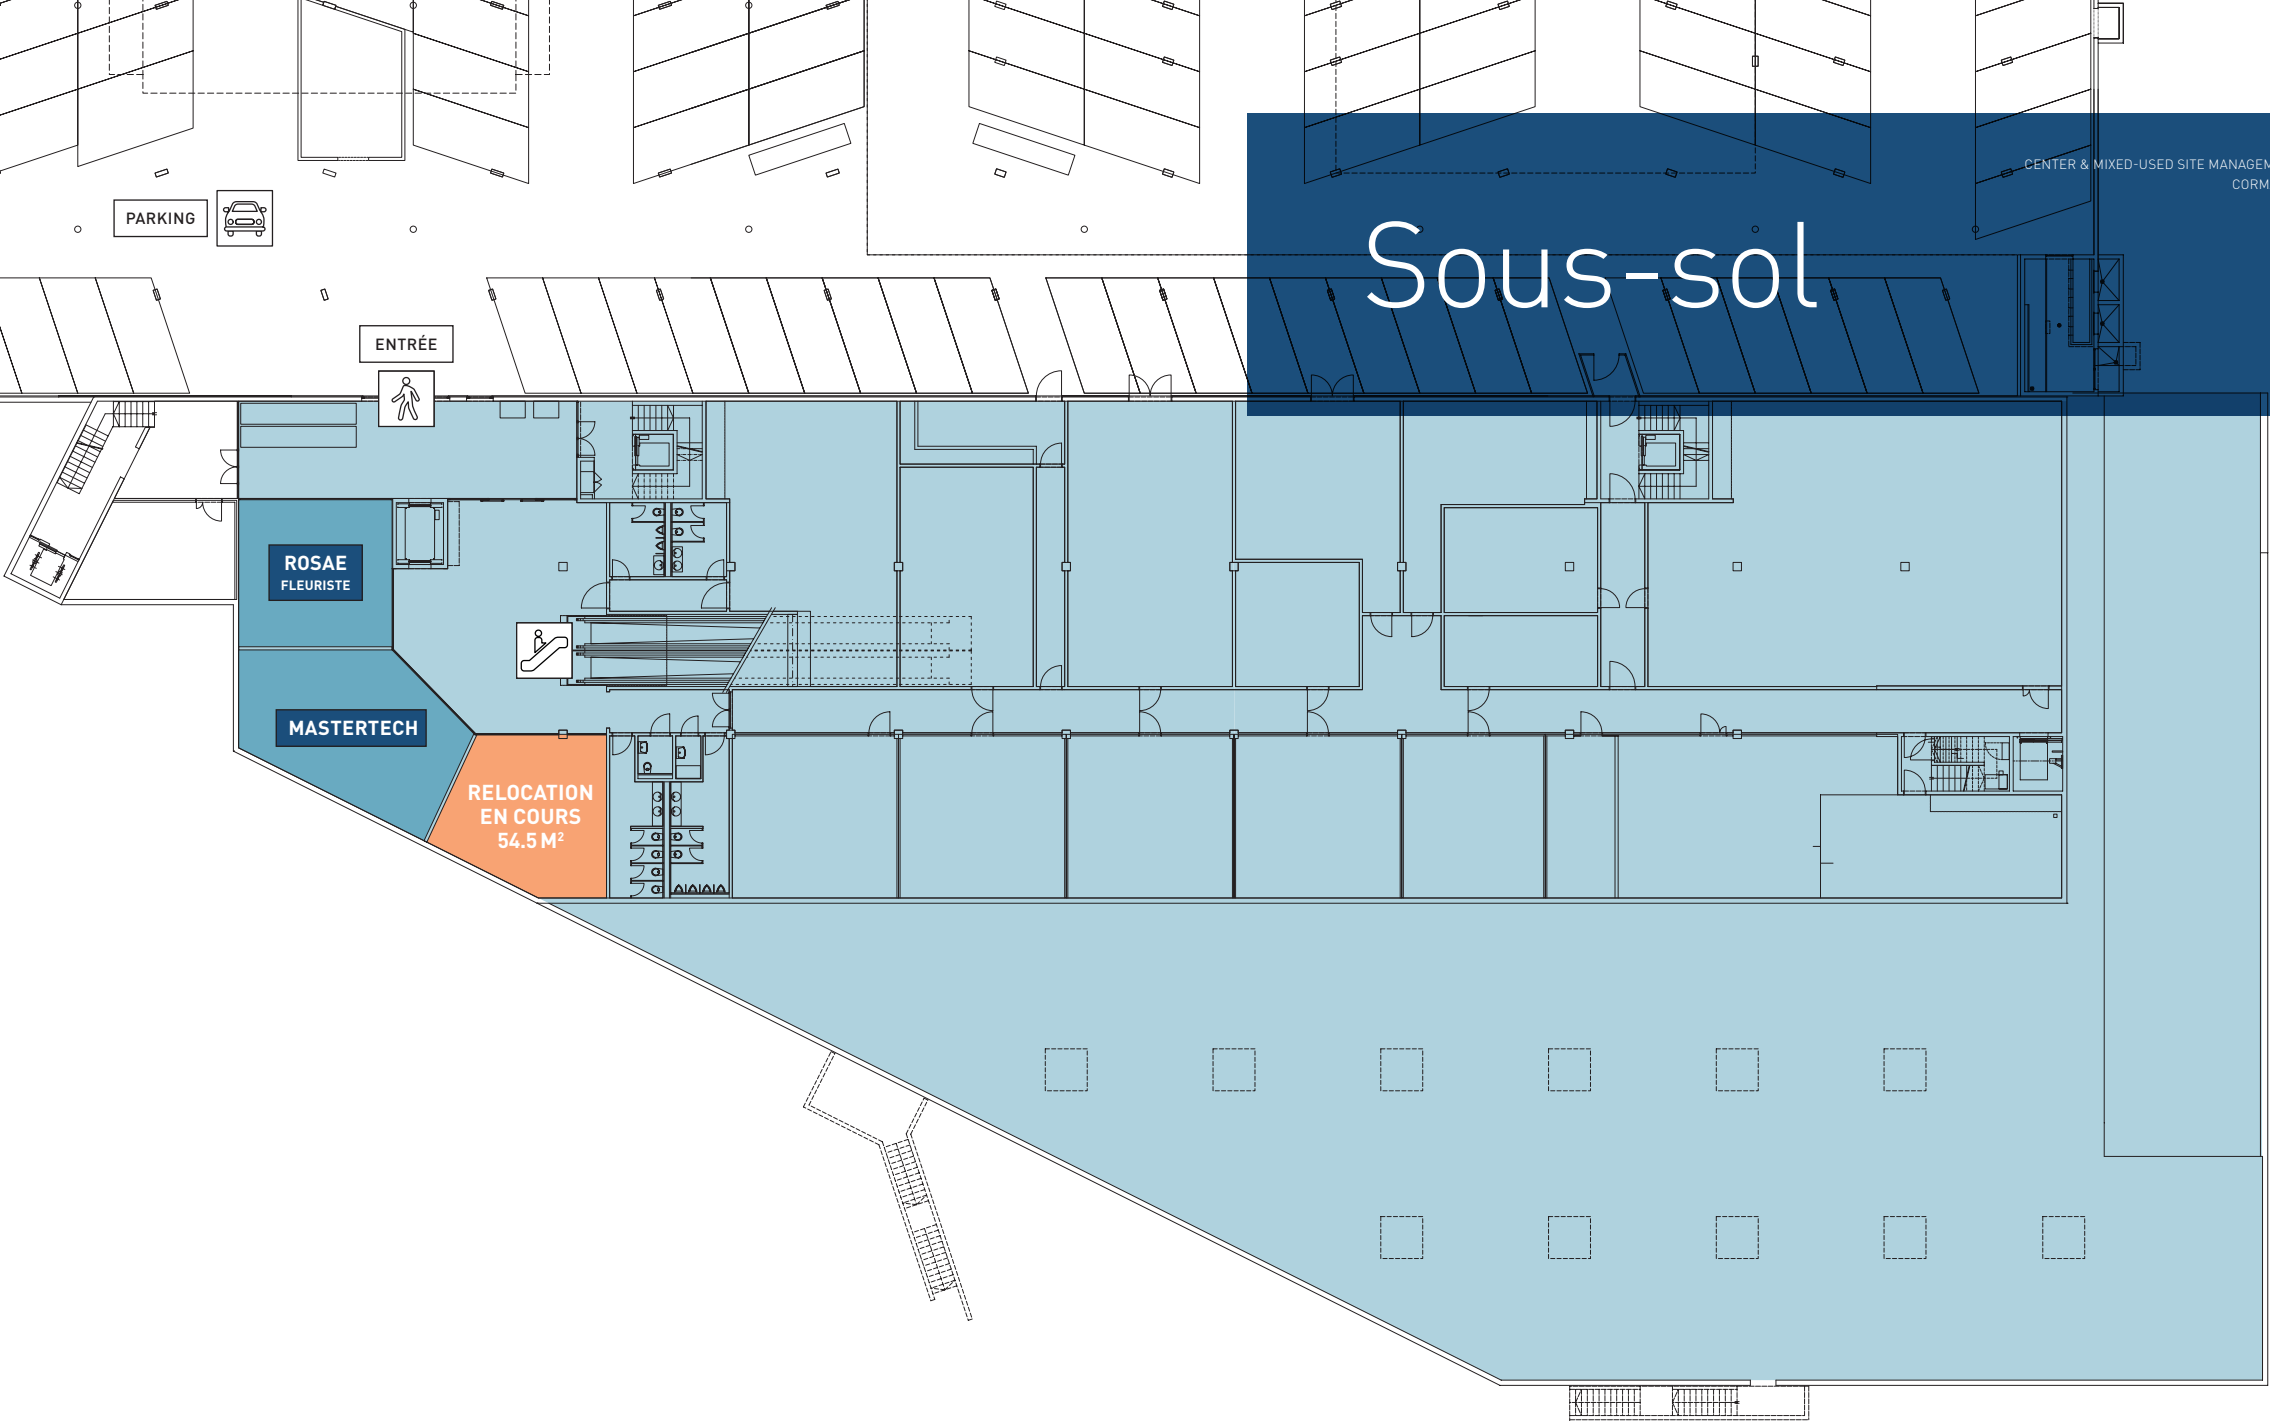 CENTER & MIXED-USED SITE MANAGEM
CORM
Sous-sol
PARKING
ENTRÉE
ROSAE
FLEURISTE
MASTERTECH
RELOCATION
EN COURS
54.5 M²